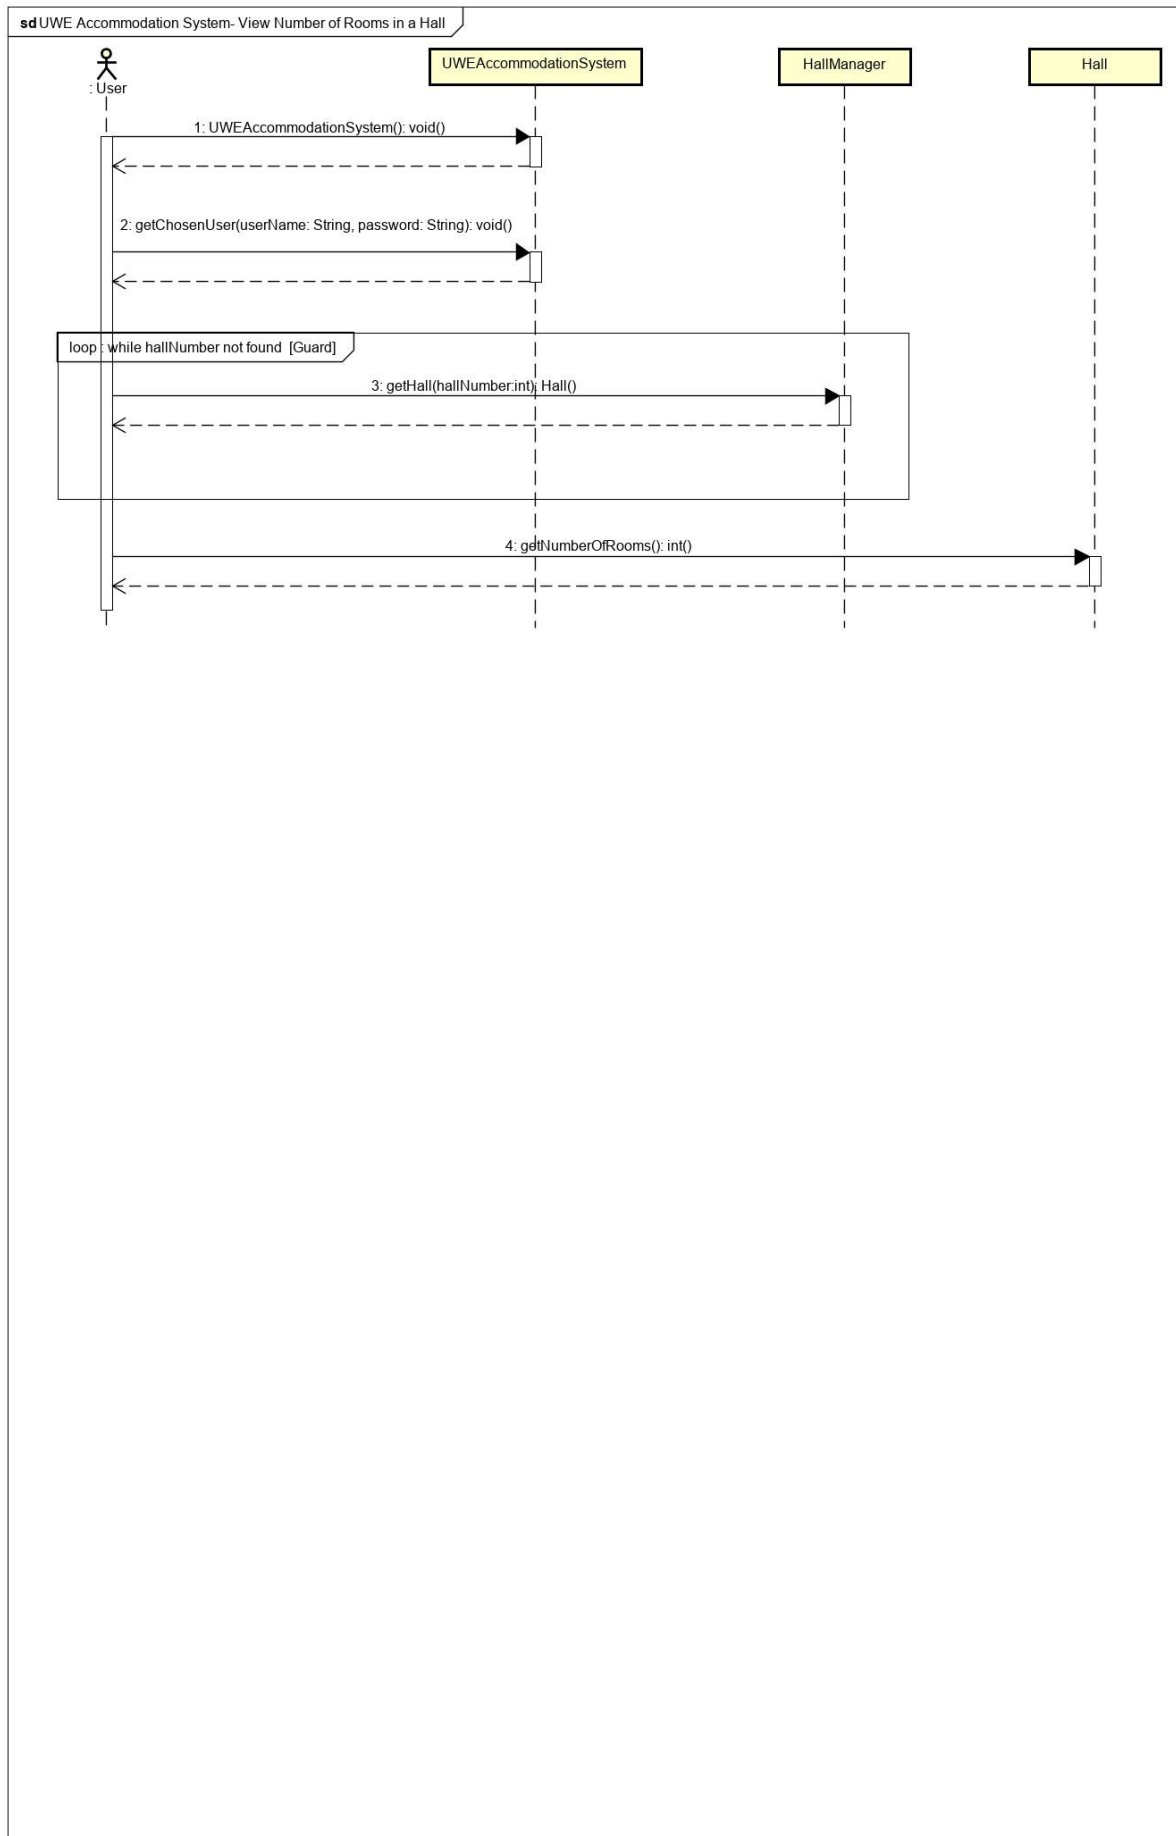 sd UWE Accommodation System- View Number of Rooms in a Hall
: User
UWEAccommodationSystem
HallManager
Hall
1: UWEAccommodationSystem(): void()
2: getChosenUser(userName: String, password: String): void()
loop : while hallNumber not found [Guard]
3: getHall(hallNumber:int): Hall()
4: getNumberOfRooms(): int()